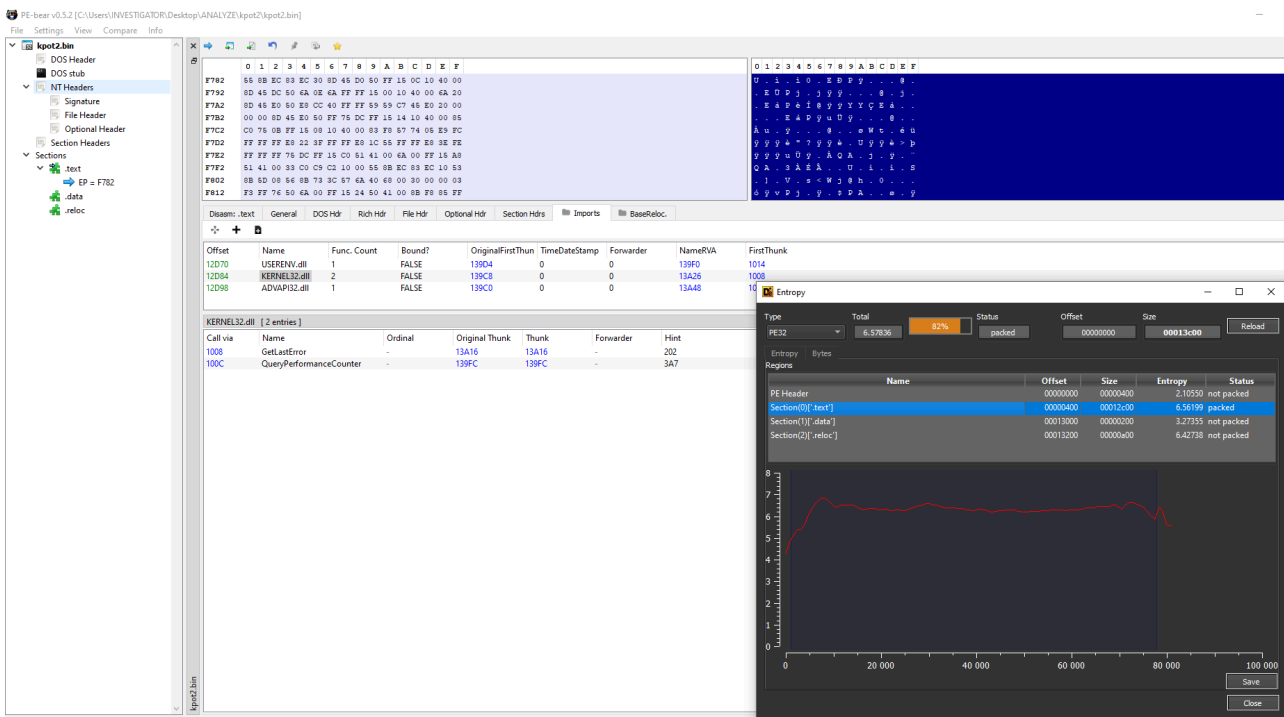 PE-bear v0.5.2 [C:\Users\INVESTIGATOR\Desktop\ANALYZE\kpot2\kpot2.bin]
File Settings View Compare Info
kpot2.bin
DOS Header
DOS stub
NT Headers
Signature
File Header
Optional Header
Section Headers
Sections
.text
EP = F782
.data
.reloc
0 1 2 3 4 5 6 7 8 9 A B C D E F
F782 55 8B EC 83 EC 30 8D 45 D0 50 FF 15 0C 10 40 00
F792 8D 45 DC 50 6A 0E 6A FF FF 15 00 10 40 00 6A 20
F7A2 8D 45 E0 50 E8 CC 40 FF FF 59 59 C7 45 E0 20 00
F7B2 00 00 8D 45 E0 50 FF 75 DC FF 15 14 10 40 00 85
F7C2 C0 75 0B FF 15 08 10 40 00 83 F8 57 74 05 E9 FC
F7D2 FF FF FF E8 22 3F FF FF E8 1C 55 FF FF E8 3E FE
F7E2 FF FF FF 75 DC FF 15 C0 51 41 00 6A 00 FF 15 A8
F7F2 51 41 00 33 C0 C9 C2 10 00 55 8B EC 83 EC 10 53
F802 8B 5D 08 56 8B 73 3C 57 6A 40 68 00 30 00 00 03
F812 F3 FF 76 50 6A 00 FF 15 24 50 41 00 8B F8 85 FF
0 1 2 3 4 5 6 7 8 9 A B C D E F
U . ì . ì 0 . E Ð P ÿ . . . @ .
. E Ü P j . j ÿ ÿ . . . @ . j
. E à P è Ì @ ÿ ÿ Y Y Ç E à .
. . . E à P ÿ u Ü ÿ . . . @ . .
À u . ÿ . . . @ . . ø W t . é ü
ÿ ÿ ÿ è " ? ÿ ÿ è . U ÿ ÿ è > þ
ÿ ÿ ÿ u Ü ÿ . À Q A . j . ÿ . ¨
Q A . 3 À É Â . . U . ì . ì . S
. ] . V . s < W j @ h . 0 . . .
ó ÿ v P j . ÿ . $ P A . . ø . ÿ
Disasm: .text General DOS Hdr Rich Hdr File Hdr Optional Hdr Section Hdrs Imports BaseReloc.
Offset Name Func. Count Bound? OriginalFirstThun TimeDateStamp Forwarder NameRVA FirstThunk
12D70 USERENV.dll 1 FALSE 139D4 0 0 139F0 1014
12D84 KERNEL32.dll 2 FALSE 139C8 0 0 13A26 1008
12D98 ADVAPI32.dll 1 FALSE 139C0 0 0 13A48
KERNEL32.dll [ 2 entries ]
Call via Name Ordinal Original Thunk Thunk Forwarder Hint
1008 GetLastError - 13A16 13A16 - 202
100C QueryPerformanceCounter - 139FC 139FC - 3A7
kpot2.bin
Entropy
Type Total Status Offset Size
PE32 6.57836 82% packed 00000000 00013c00 Reload
Entropy Bytes
Regions
Name Offset Size Entropy Status
PE Header 00000000 00000400 2.10550 not packed
Section(0)['.text'] 00000400 00012c00 6.56199 packed
Section(1)['.data'] 00013000 00000200 3.27355 not packed
Section(2)['.reloc'] 00013200 00000a00 6.42738 not packed
8
7
6
5
4
3
2
1
0
0 20 000 40 000 60 000 80 000 100 000
Save
Close